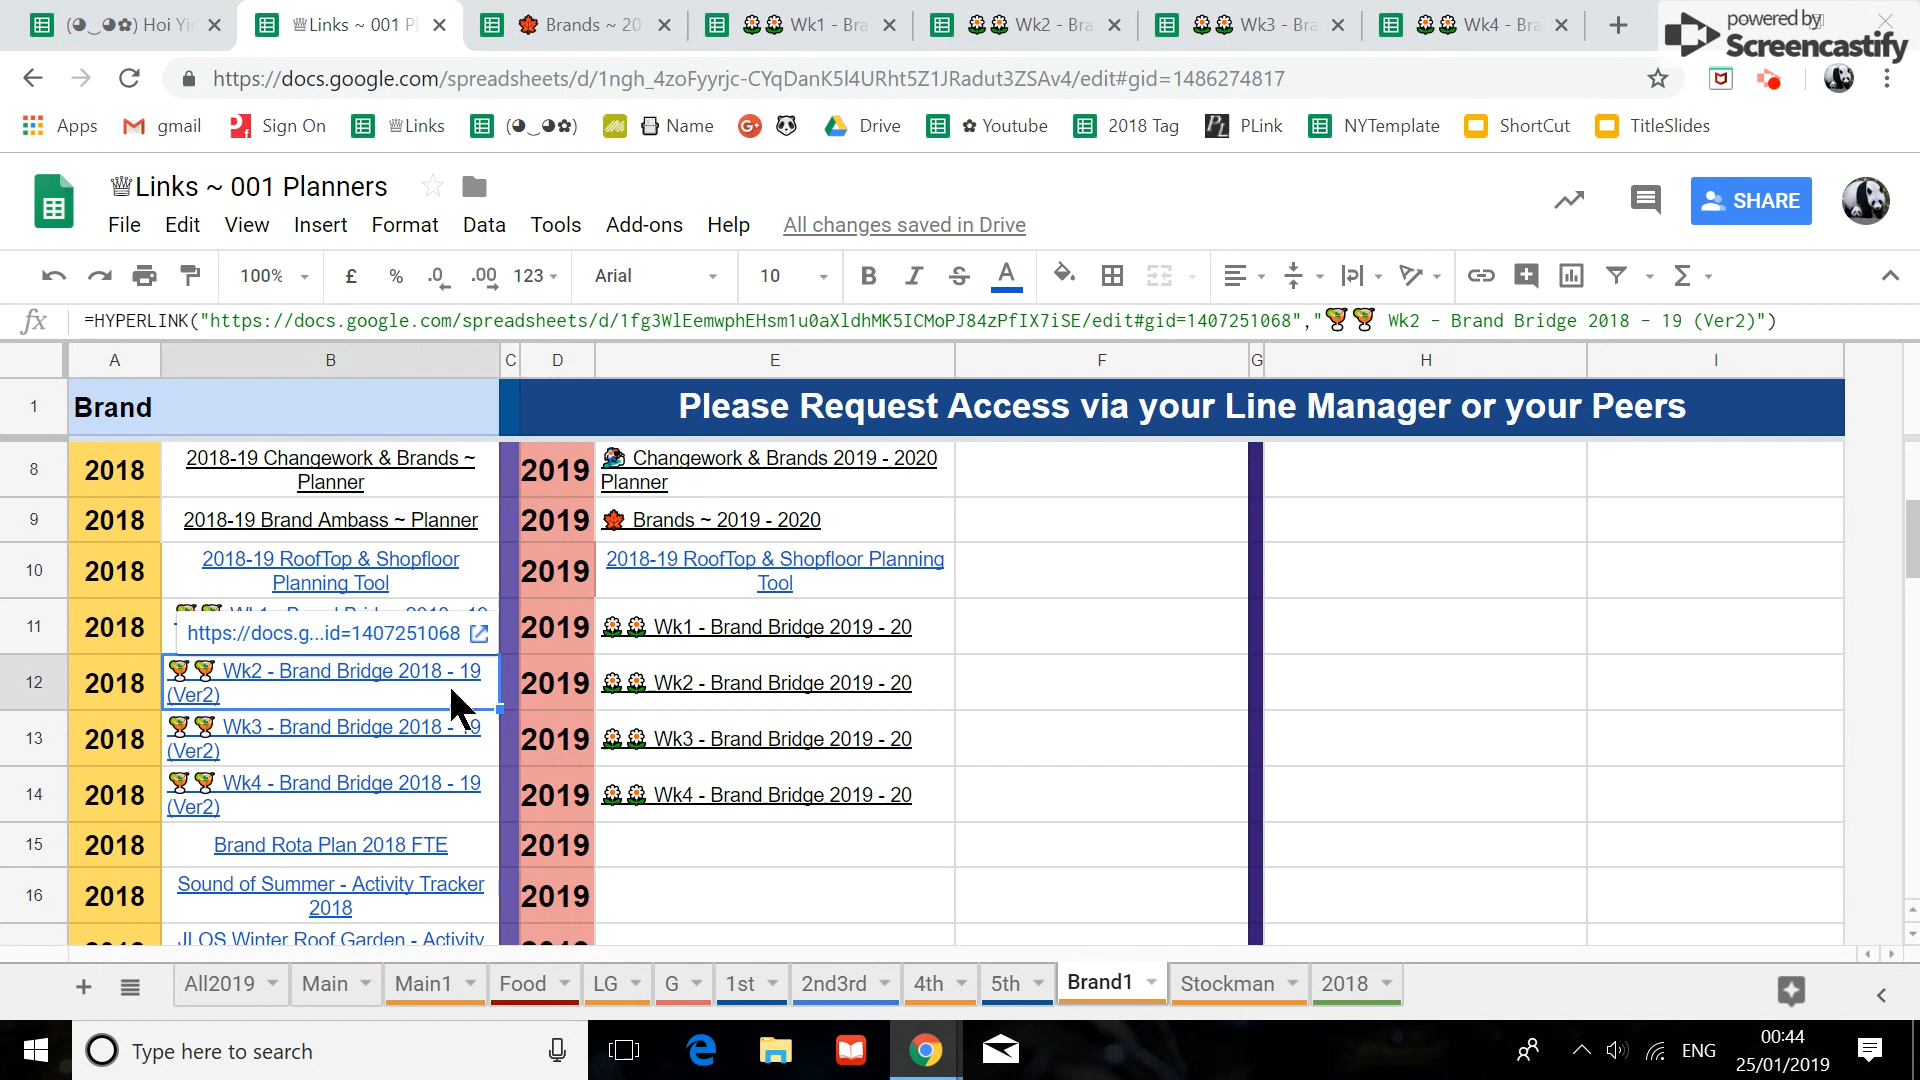 (◕‿◕✿) Hoi Yi
♕Links ~ 001 P
Brands ~ 20
Wk1 - Bra
Wk2 - Bra
Wk3 - Bra
Wk4 - Br
powered by
Screencastify
https://docs.google.com/spreadsheets/d/1ngh_4zoFyyrjc-CYqDanK5l4URht5Z1JRadut3ZSAv4/edit#gid=1486274817
Apps gmail Sign On ♕Links (◕‿◕✿) Name Drive ✿ Youtube 2018 Tag PLink NYTemplate ShortCut TitleSlides
♕Links ~ 001 Planners
File Edit View Insert Format Data Tools Add-ons Help All changes saved in Drive
SHARE
100% £ % .0 .00 123 Arial 10 B I S A
fx =HYPERLINK("https://docs.google.com/spreadsheets/d/1fg3WlEemwphEHsm1u0aXldhMK5ICMoPJ84zPfIX7iSE/edit#gid=1407251068","🏆🏆 Wk2 - Brand Bridge 2018 - 19 (Ver2)")
A B C D E F G H I
1 Brand Please Request Access via your Line Manager or your Peers
8 2018 2018-19 Changework & Brands ~ 2019 Changework & Brands 2019 - 2020
Planner Planner
9 2018 2018-19 Brand Ambass ~ Planner 2019 Brands ~ 2019 - 2020
10 2018 2018-19 RoofTop & Shopfloor 2019 2018-19 RoofTop & Shopfloor Planning
Planning Tool Tool
Wk1 - Brand Bridge 2018 - 19
11 2018 https://docs.g...id=1407251068 2019 Wk1 - Brand Bridge 2019 - 20
12 2018 Wk2 - Brand Bridge 2018 - 19 2019 Wk2 - Brand Bridge 2019 - 20
(Ver2)
13 2018 Wk3 - Brand Bridge 2018 - 19 2019 Wk3 - Brand Bridge 2019 - 20
(Ver2)
14 2018 Wk4 - Brand Bridge 2018 - 19 2019 Wk4 - Brand Bridge 2019 - 20
(Ver2)
15 2018 Brand Rota Plan 2018 FTE 2019
16 2018 Sound of Summer - Activity Tracker 2019
2018
JLOS Winter Roof Garden - Activity
All2019 Main Main1 Food LG G 1st 2nd3rd 4th 5th Brand1 Stockman 2018
Type here to search
ENG
00:44
25/01/2019